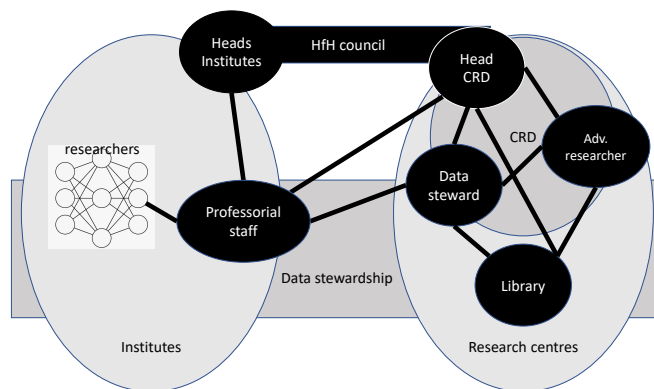 Heads
Institutes
HfH council
Head
CRD
researchers
CRD
Adv.
researcher
Data
steward
Professorial
staff
Data stewardship
Library
Institutes
Research centres